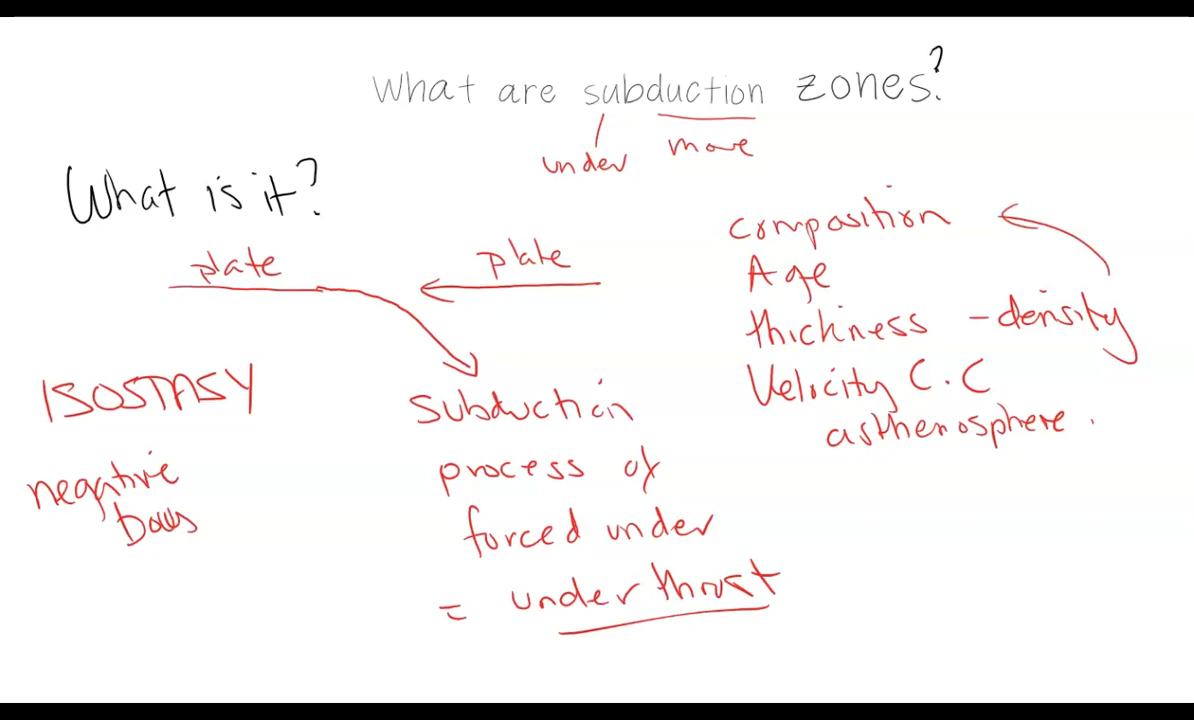 What are subduction zones?
?
under move
What is it?
plate
plate
composition
Age
thickness - density
Velocity C.C
asthenosphere.
ISOSTASY
negative
Subduction
process of
forced under
= under thrust